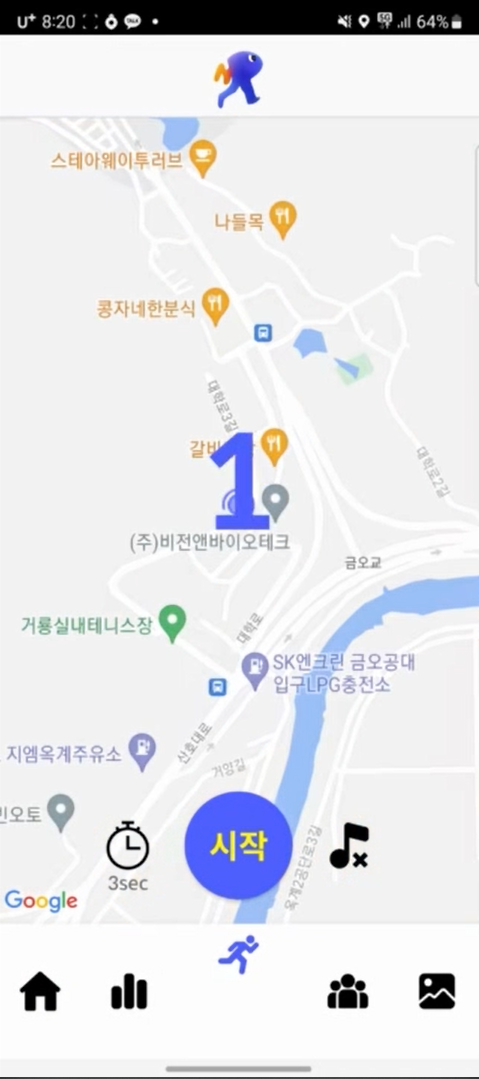 U+ 8:20
TALK
5G
64%
스테아웨이투러브
나들목
콩자네한분식
대학로3길
갈비
1
(주)비전앤바이오테크
대학로2길
금오교
거룡실내테니스장
대학로
SK엔크린 금오공대
입구LPG충전소
산호대로
지엠옥계주유소
거잉길
민오토
시작
3sec
옥계2공단로3길
Google